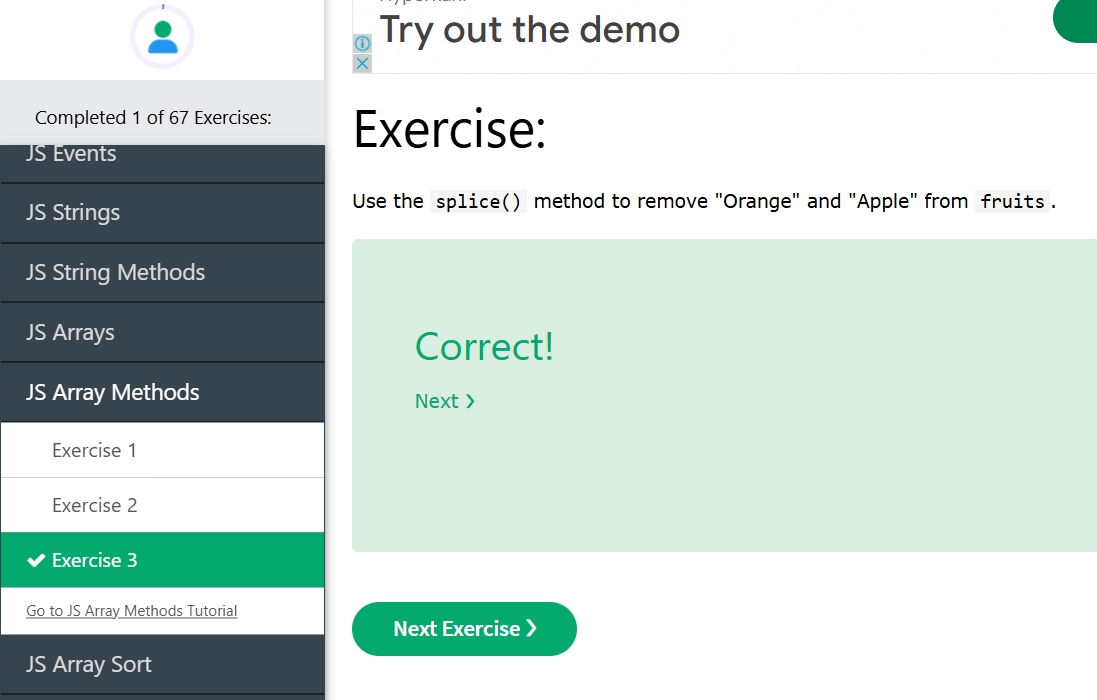 Completed 1 of 67 Exercises:
JS Events
JS Strings
JS String Methods
JS Arrays
JS Array Methods
Exercise 1
Exercise 2
Exercise 3
Go to JS Array Methods Tutorial
JS Array Sort
Try out the demo
Exercise:
Use the splice() method to remove "Orange" and "Apple" from fruits.
Correct!
Next ❯
Next Exercise ❯